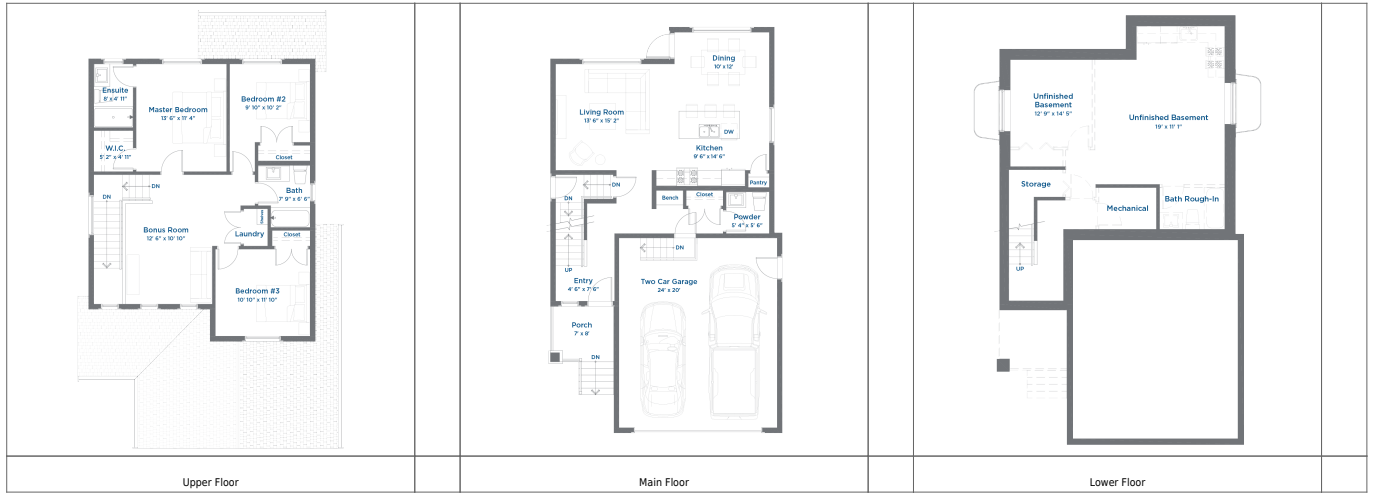 Ensuite
8' x 4' 11"
Master Bedroom
13' 6" x 11' 4"
Bedroom #2
9' 10" x 10' 2"
W.I.C.
5' 2" x 4' 11"
Closet
DN
DN
Bath
7' 9" x 6' 6"
Bonus Room
12' 6" x 10' 10"
Laundry
Closet
Bedroom #3
10' 10" x 11' 10"
Upper Floor
Dining
10' x 12'
Living Room
13' 6" x 15' 2"
DW
Kitchen
9' 6" x 14' 6"
Pantry
DN
DN
Bench
Closet
Powder
5' 4" x 5' 6"
DN
UP
Entry
4' 6" x 7' 6"
Two Car Garage
24' x 20'
Porch
7' x 8'
DN
Main Floor
Unfinished
Basement
12' 9" x 14' 5"
Unfinished Basement
19' x 11' 1"
Storage
Mechanical
Bath Rough-In
UP
Lower Floor